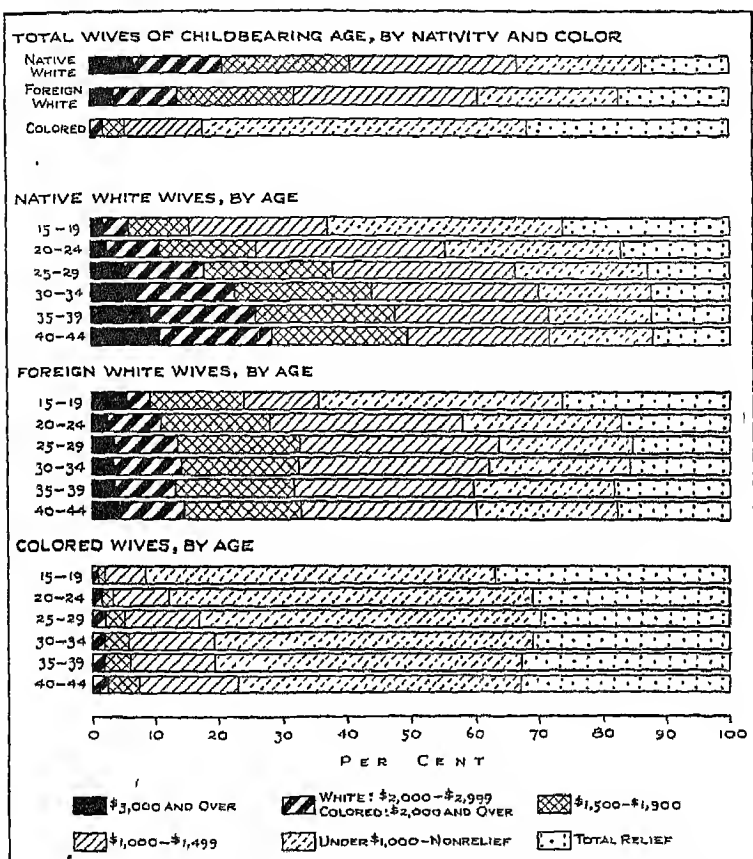 TOTAL WIVES OF CHILDBEARING AGE, BY NATIVITY AND COLOR
NATIVE
WHITE
FOREIGN
WHITE
COLORED
NATIVE WHITE WIVES, BY AGE
15-19
20-24
25-29
30-34
35-39
40-44
FOREIGN WHITE WIVES, BY AGE
15-19
20-24
25-29
30-34
35-39
40-44
COLORED WIVES, BY AGE
15-19
20-24
25-29
30-34
35-39
40-44
0 10 20 30 40 50 60 70 80 90 100
PER CENT
$3,000 AND OVER
WHITE: $2,000-$2,999
COLORED: $2,000 AND OVER
$1,500-$1,900
$1,000-$1,499
UNDER $1,000-NONRELIEF
TOTAL RELIEF